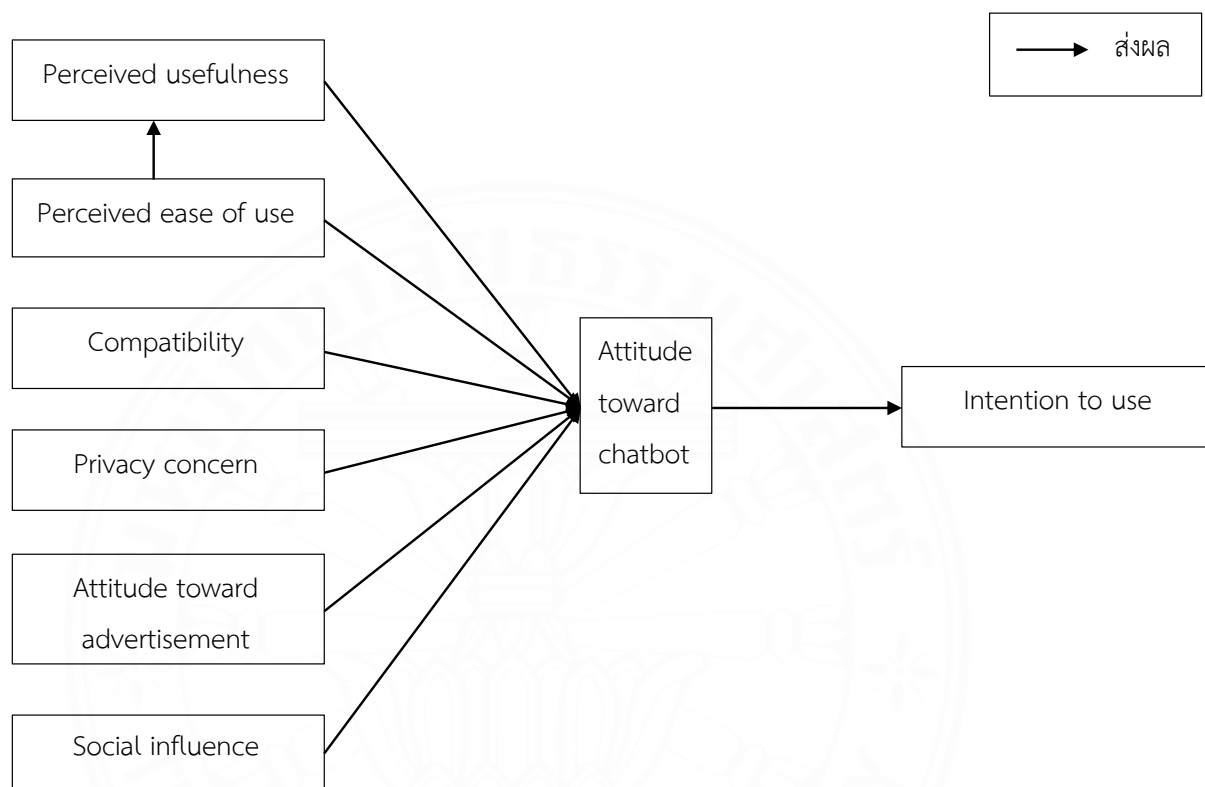 ส่งผล
Perceived usefulness
Perceived ease of use
Compatibility
Attitude
toward
chatbot
Intention to use
Privacy concern
Attitude toward
advertisement
Social influence